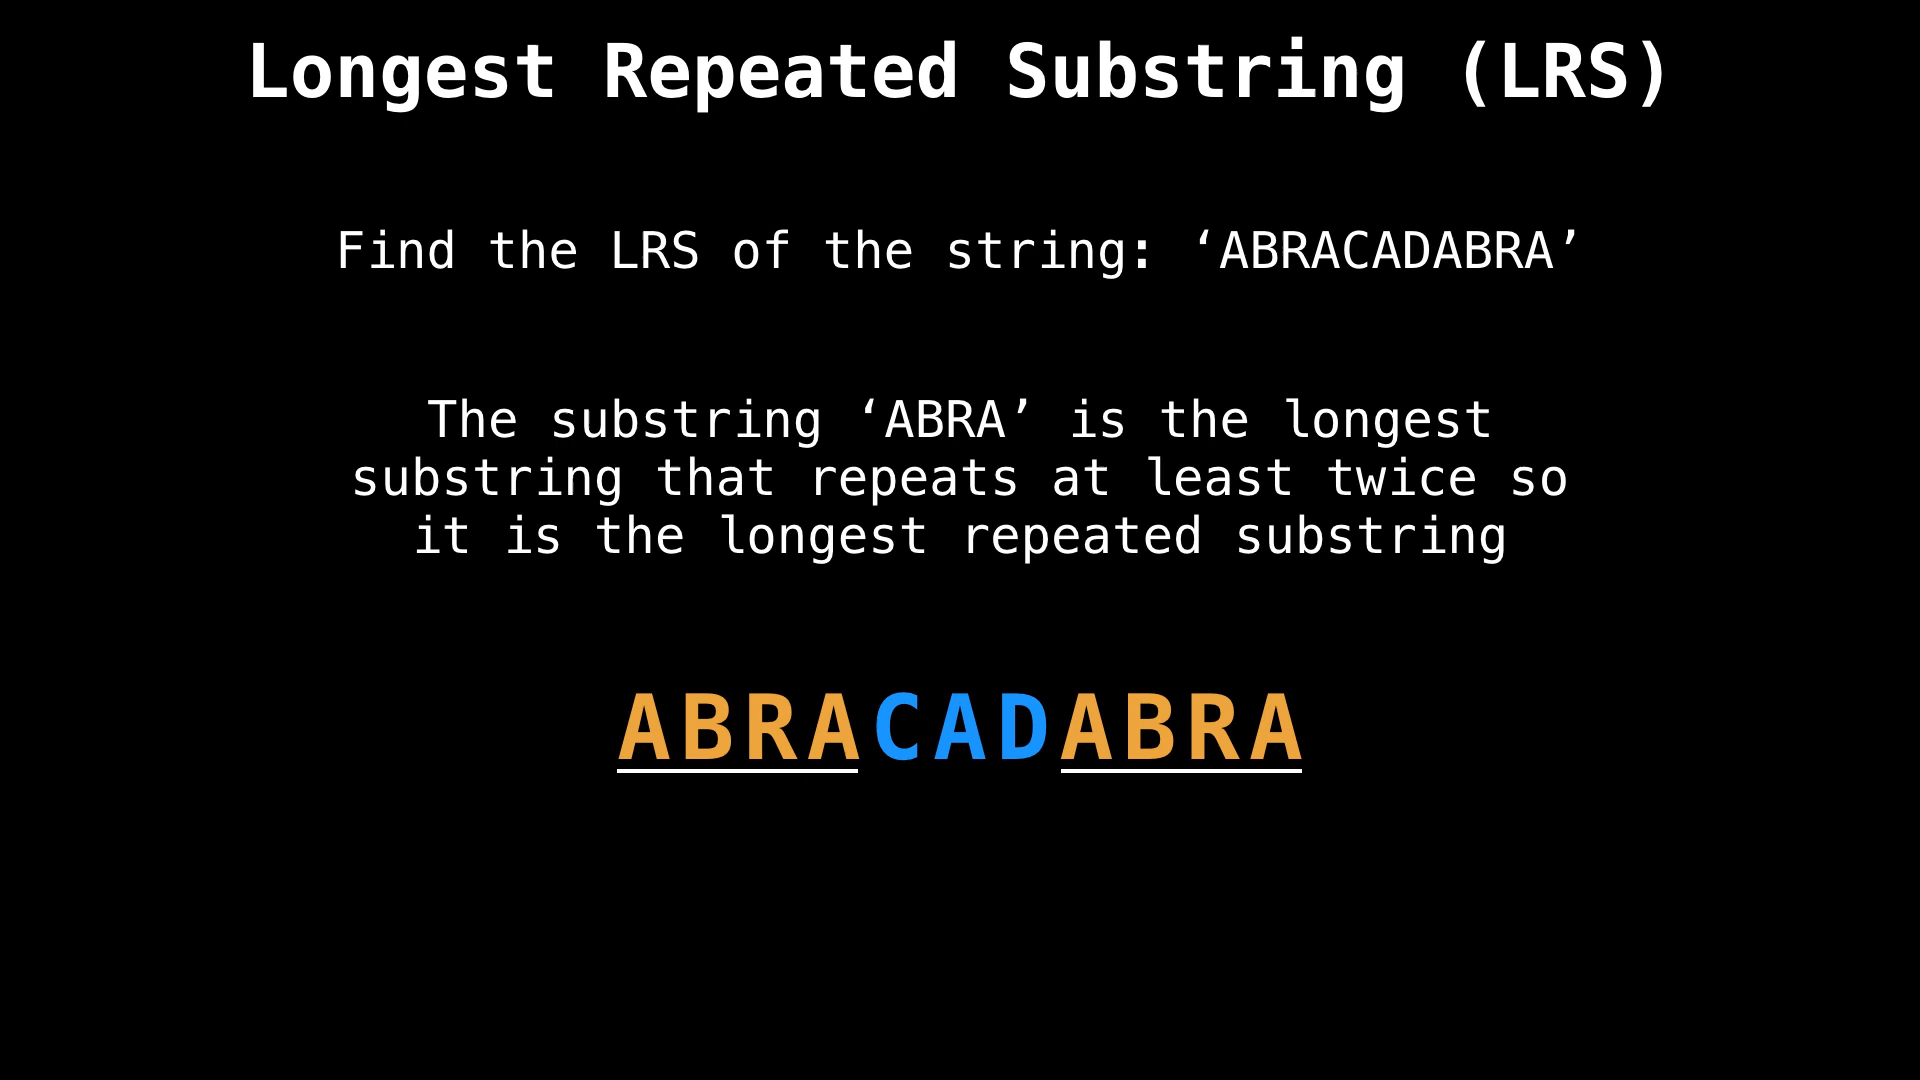 Longest Repeated Substring (LRS)
Find the LRS of the string: ‘ABRACADABRA’
The substring ‘ABRA’ is the longest
substring that repeats at least twice so
it is the longest repeated substring
ABRACADABRA